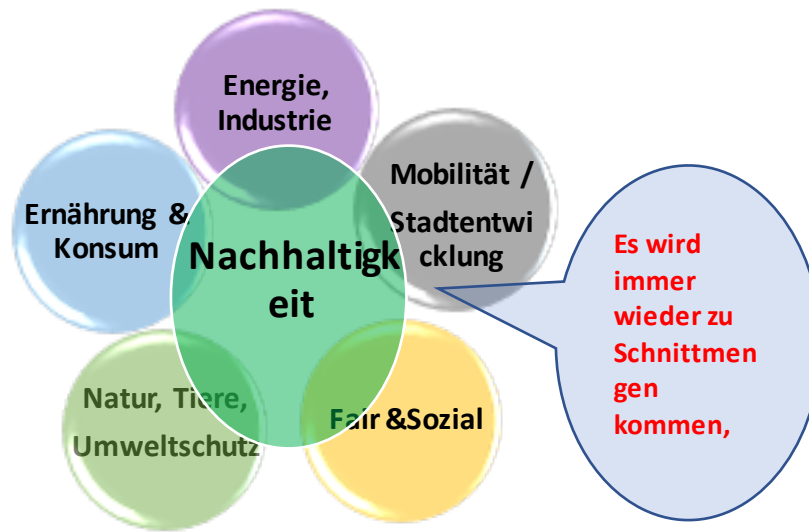 Energie,
Industrie
Mobilität /
Stadtentwi
cklung
Ernährung &
Konsum
Nachhaltigk
eit
Natur, Tiere,
Umweltschutz
Fair &Sozial
Es wird
immer
wieder zu
Schnittmen
gen
kommen,